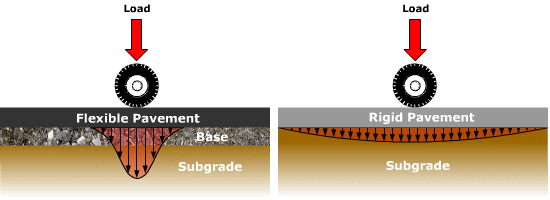 Load
Flexible Pavement
Base
Subgrade
Load
Rigid Pavement
Subgrade